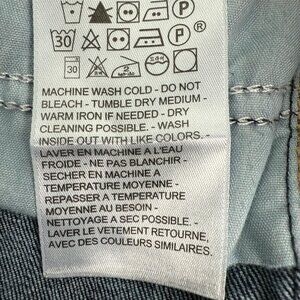 P
30
P
30
MACHINE WASH COLD - DO NOT
BLEACH - TUMBLE DRY MEDIUM -
WARM IRON IF NEEDED - DRY
CLEANING POSSIBLE. - WASH
INSIDE OUT WITH LIKE COLORS.
LAVER EN MACHINE A L'EAU
FROIDE - NE PAS BLANCHIR -
SECHER EN MACHINE A
TEMPERATURE MOYENNE -
REPASSER A TEMPERATURE
MOYENNE AU BESOIN -
NETTOYAGE A SEC POSSIBLE. -
LAVER LE VETEMENT RETOURNE,
AVEC DES COULEURS SIMILAIRES.